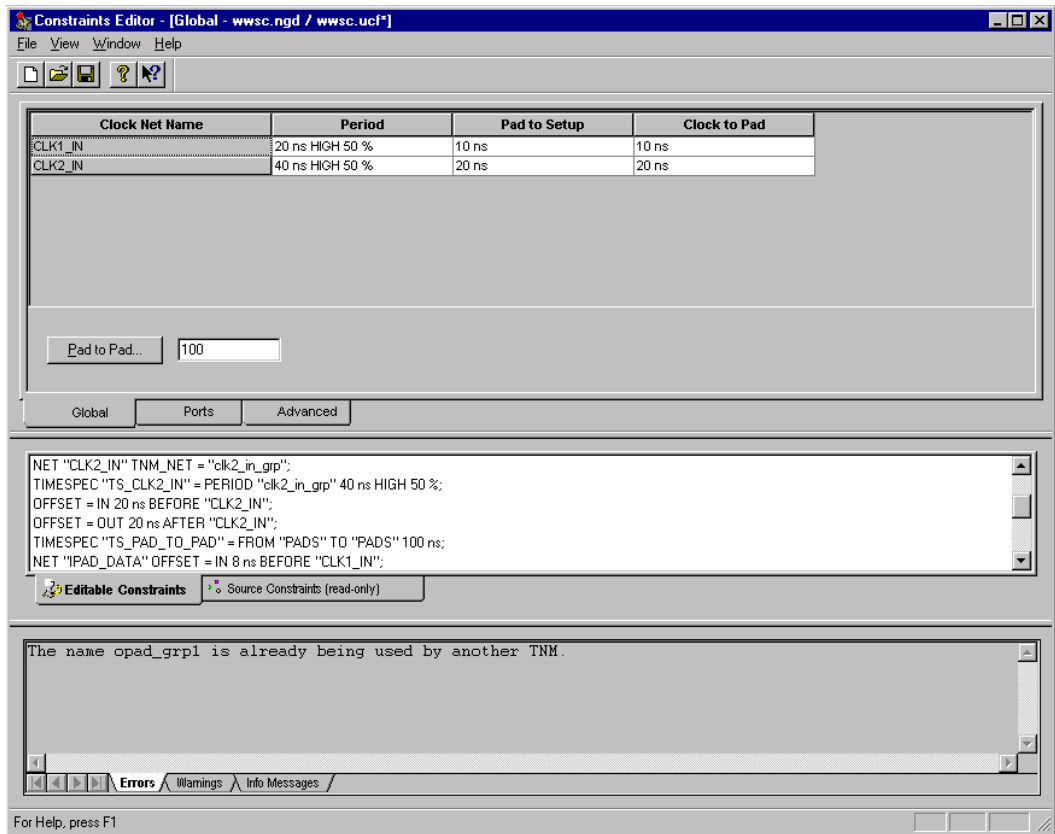 Constraints Editor - [Global - wwsc.ngd / wwsc.ucf*]
File View Window Help
Clock Net Name Period Pad to Setup Clock to Pad
CLK1_IN 20 ns HIGH 50 % 10 ns 10 ns
CLK2_IN 40 ns HIGH 50 % 20 ns 20 ns
Pad to Pad... 100
Global Ports Advanced
NET "CLK2_IN" TNM_NET = "clk2_in_grp";
TIMESPEC "TS_CLK2_IN" = PERIOD "clk2_in_grp" 40 ns HIGH 50 %;
OFFSET = IN 20 ns BEFORE "CLK2_IN";
OFFSET = OUT 20 ns AFTER "CLK2_IN";
TIMESPEC "TS_PAD_TO_PAD" = FROM "PADS" TO "PADS" 100 ns;
NET "IPAD_DATA" OFFSET = IN 8 ns BEFORE "CLK1_IN";
Editable Constraints Source Constraints (read-only)
The name opad_grp1 is already being used by another TNM.
Errors Warnings Info Messages
For Help, press F1